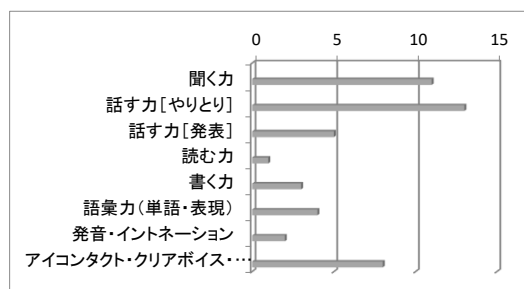 0 5 10 15
聞く力
話す力[やりとり]
話す力[発表]
読む力
書く力
語彙力(単語・表現)
発音・イントネーション
アイコンタクト・クリアボイス・…